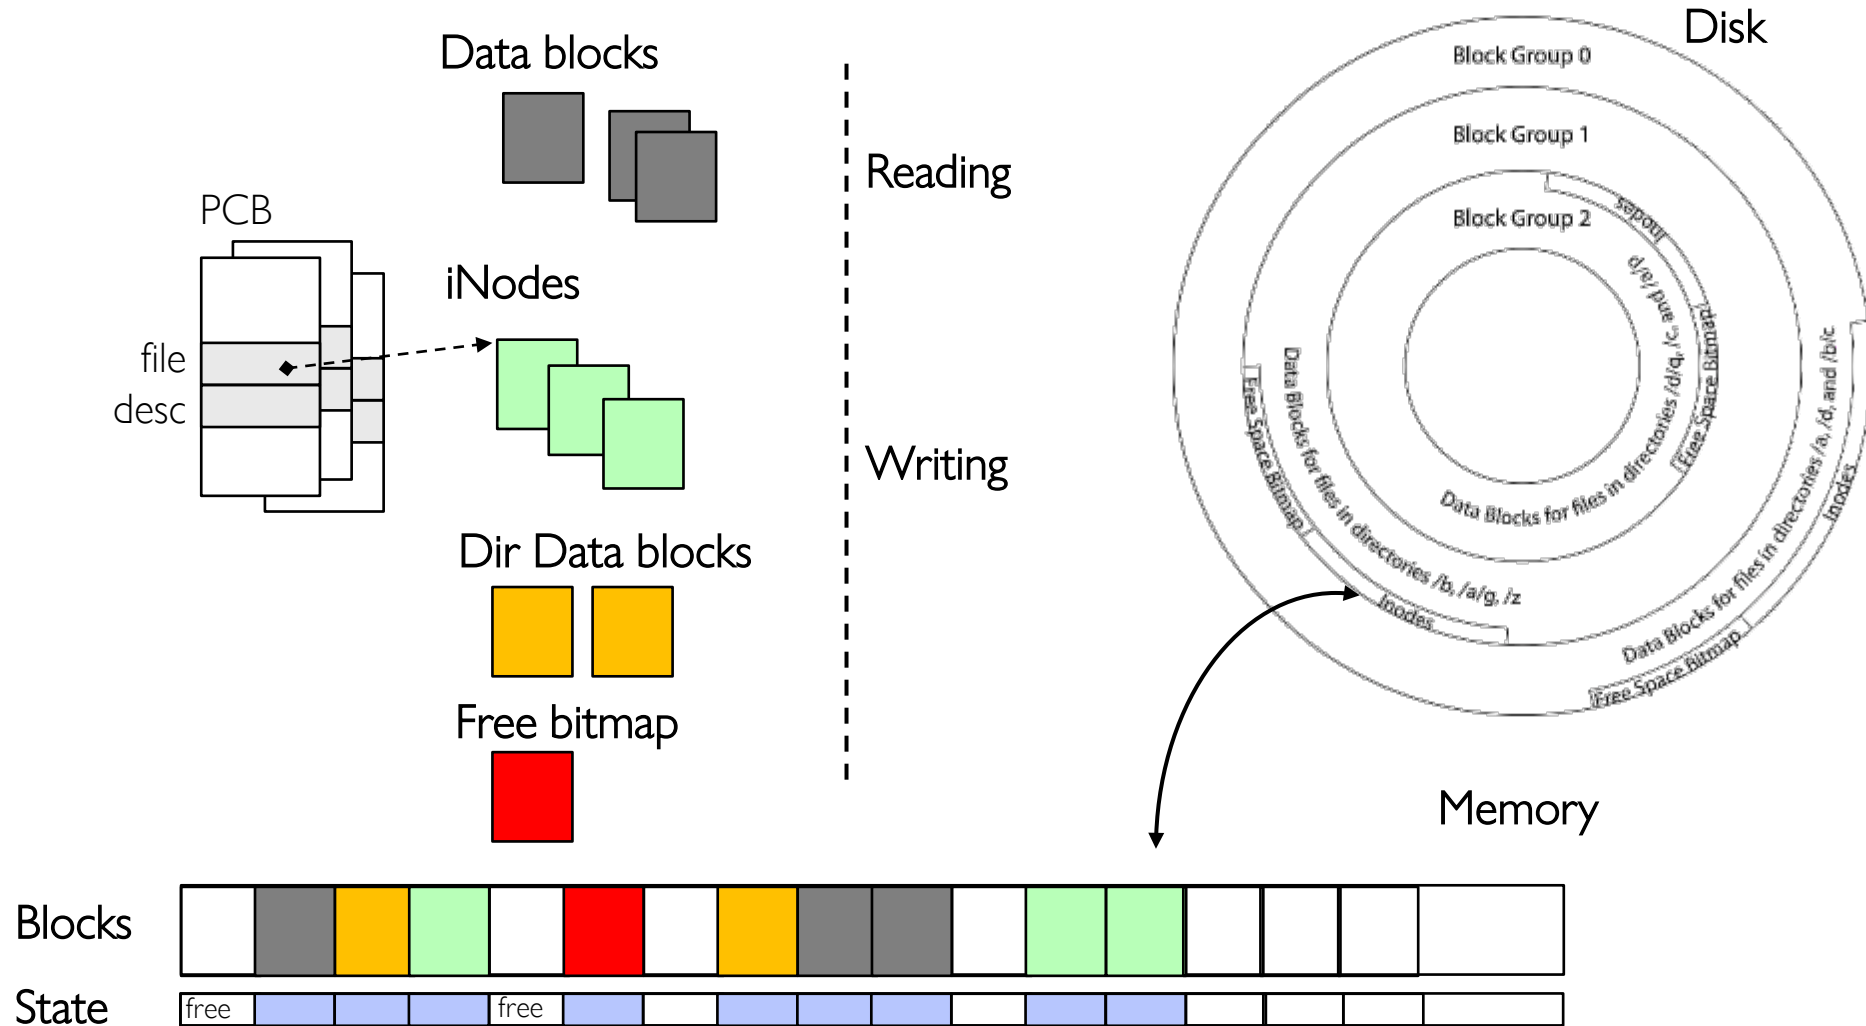 Data blocks
Disk
Block Group 0
Block Group 1
Reading
PCB
Block Group 2
Inodes
iNodes
Data Blocks for files in directories /d/q, /c, and /a/p
Free Space Bitmap
file
desc
Writing
Data Blocks for files in directories /b, /a/g, /z
Free Space Bitmap
Inodes
Data Blocks for files in directories /a, /d, and /b/c
Inodes
Free Space Bitmap
Dir Data blocks
Free bitmap
Memory
Blocks
State
free
free